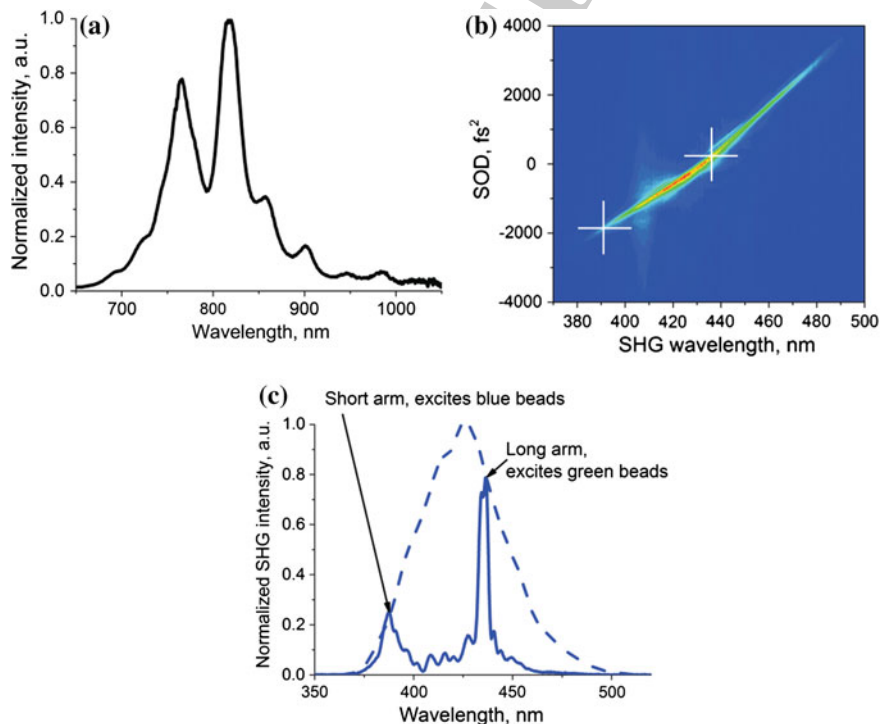 (a)
Normalized intensity, a.u.
1.0
0.8
0.6
0.4
0.2
0.0
700 800 900 1000
Wavelength, nm
(b)
SOD, fs²
4000
2000
0
-2000
-4000
380 400 420 440 460 480 500
SHG wavelength, nm
(c)
Short arm, excites blue beads
Long arm,
excites green beads
Normalized SHG intensity, a.u.
1.0
0.8
0.6
0.4
0.2
0.0
350 400 450 500
Wavelength, nm